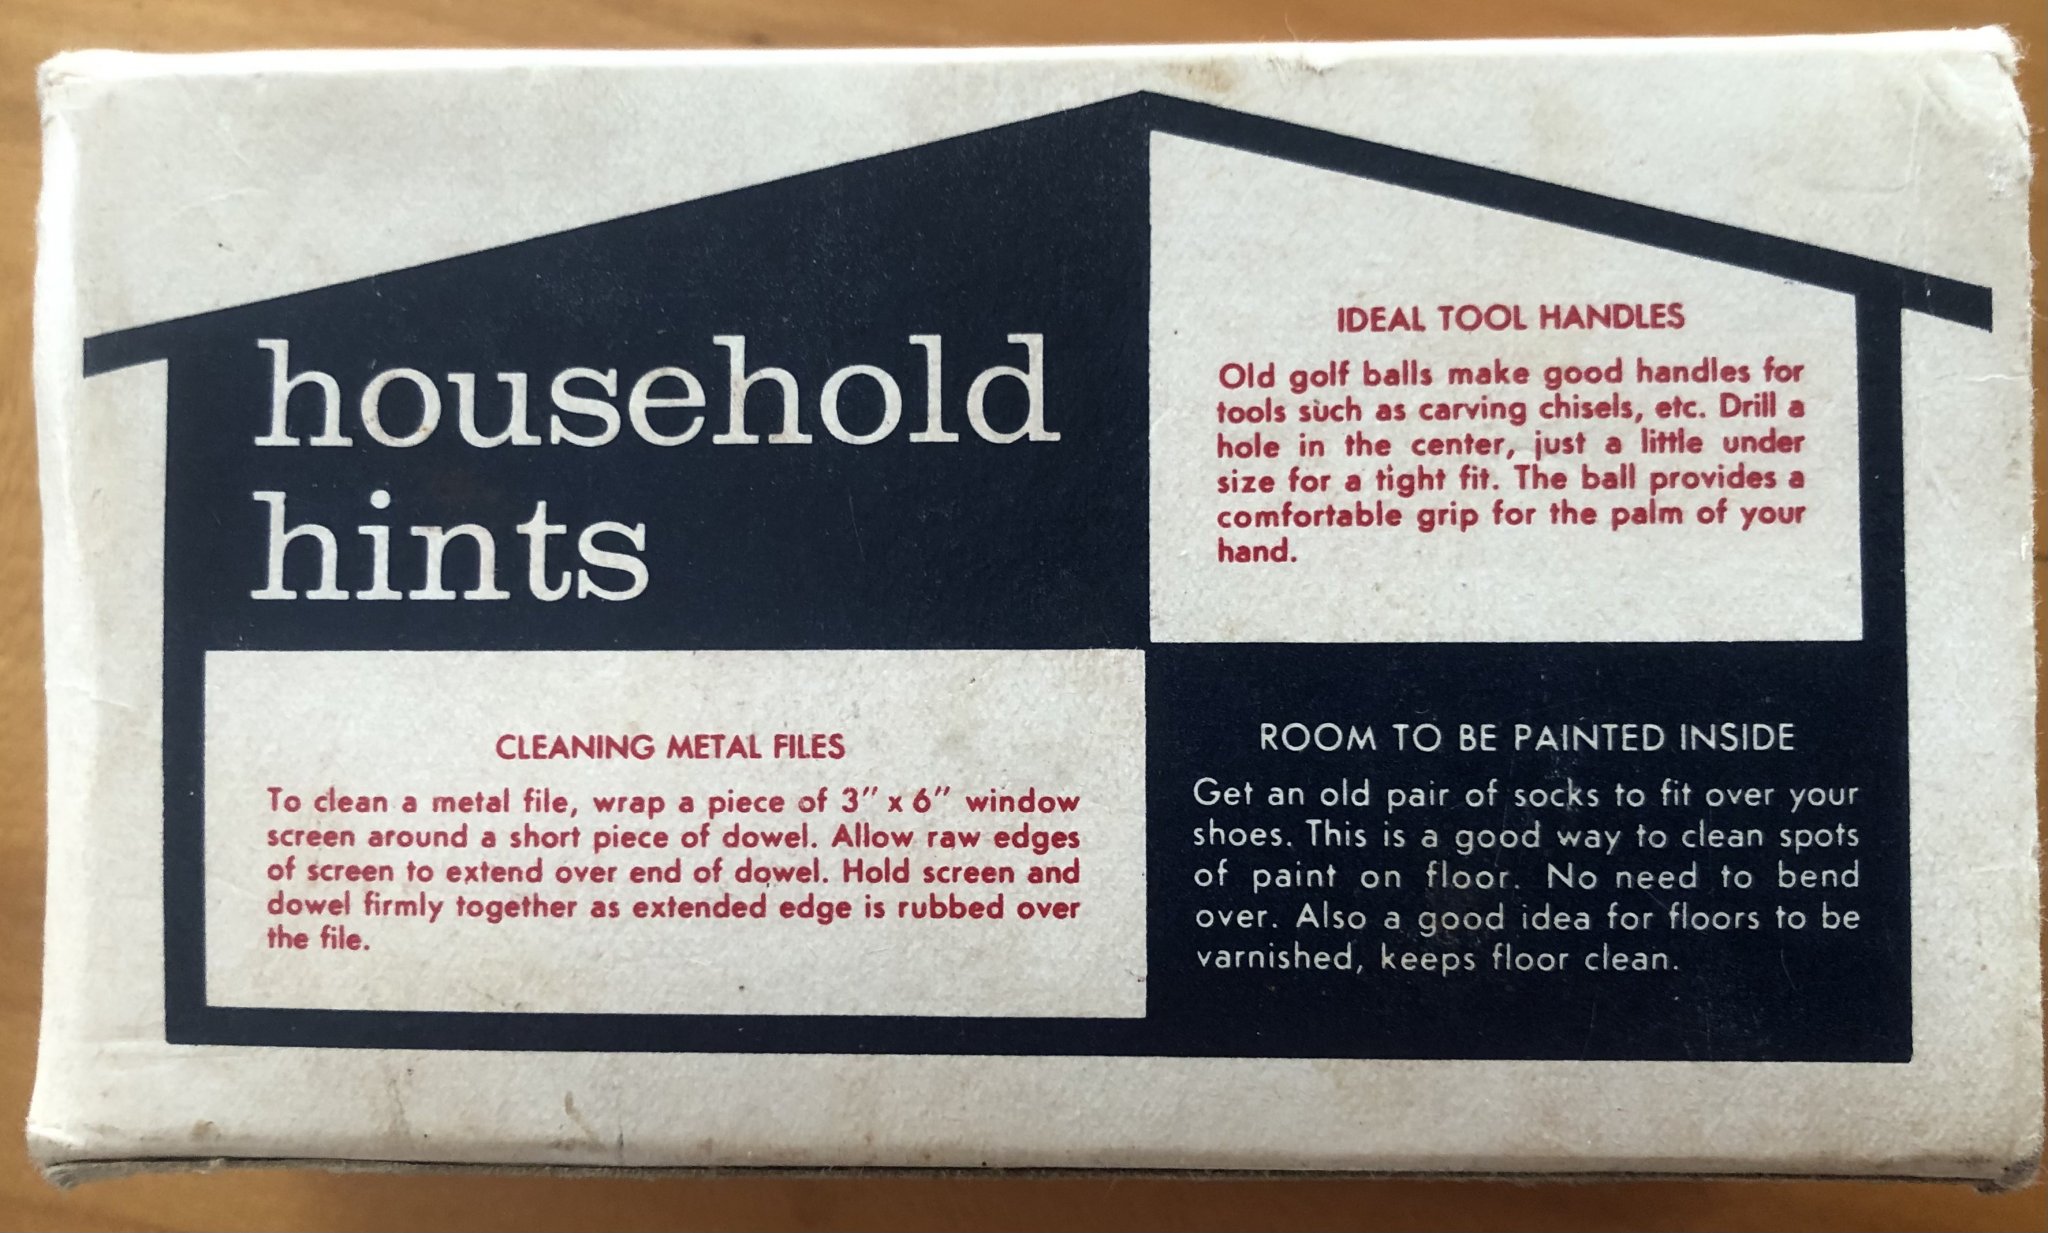 household
hints
IDEAL TOOL HANDLES
Old golf balls make good handles for
tools such as carving chisels, etc. Drill a
hole in the center, just a little under
size for a tight fit. The ball provides a
comfortable grip for the palm of your
hand.
CLEANING METAL FILES
To clean a metal file, wrap a piece of 3" x 6" window
screen around a short piece of dowel. Allow raw edges
of screen to extend over end of dowel. Hold screen and
dowel firmly together as extended edge is rubbed over
the file.
ROOM TO BE PAINTED INSIDE
Get an old pair of socks to fit over your
shoes. This is a good way to clean spots
of paint on floor. No need to bend
over. Also a good idea for floors to be
varnished, keeps floor clean.